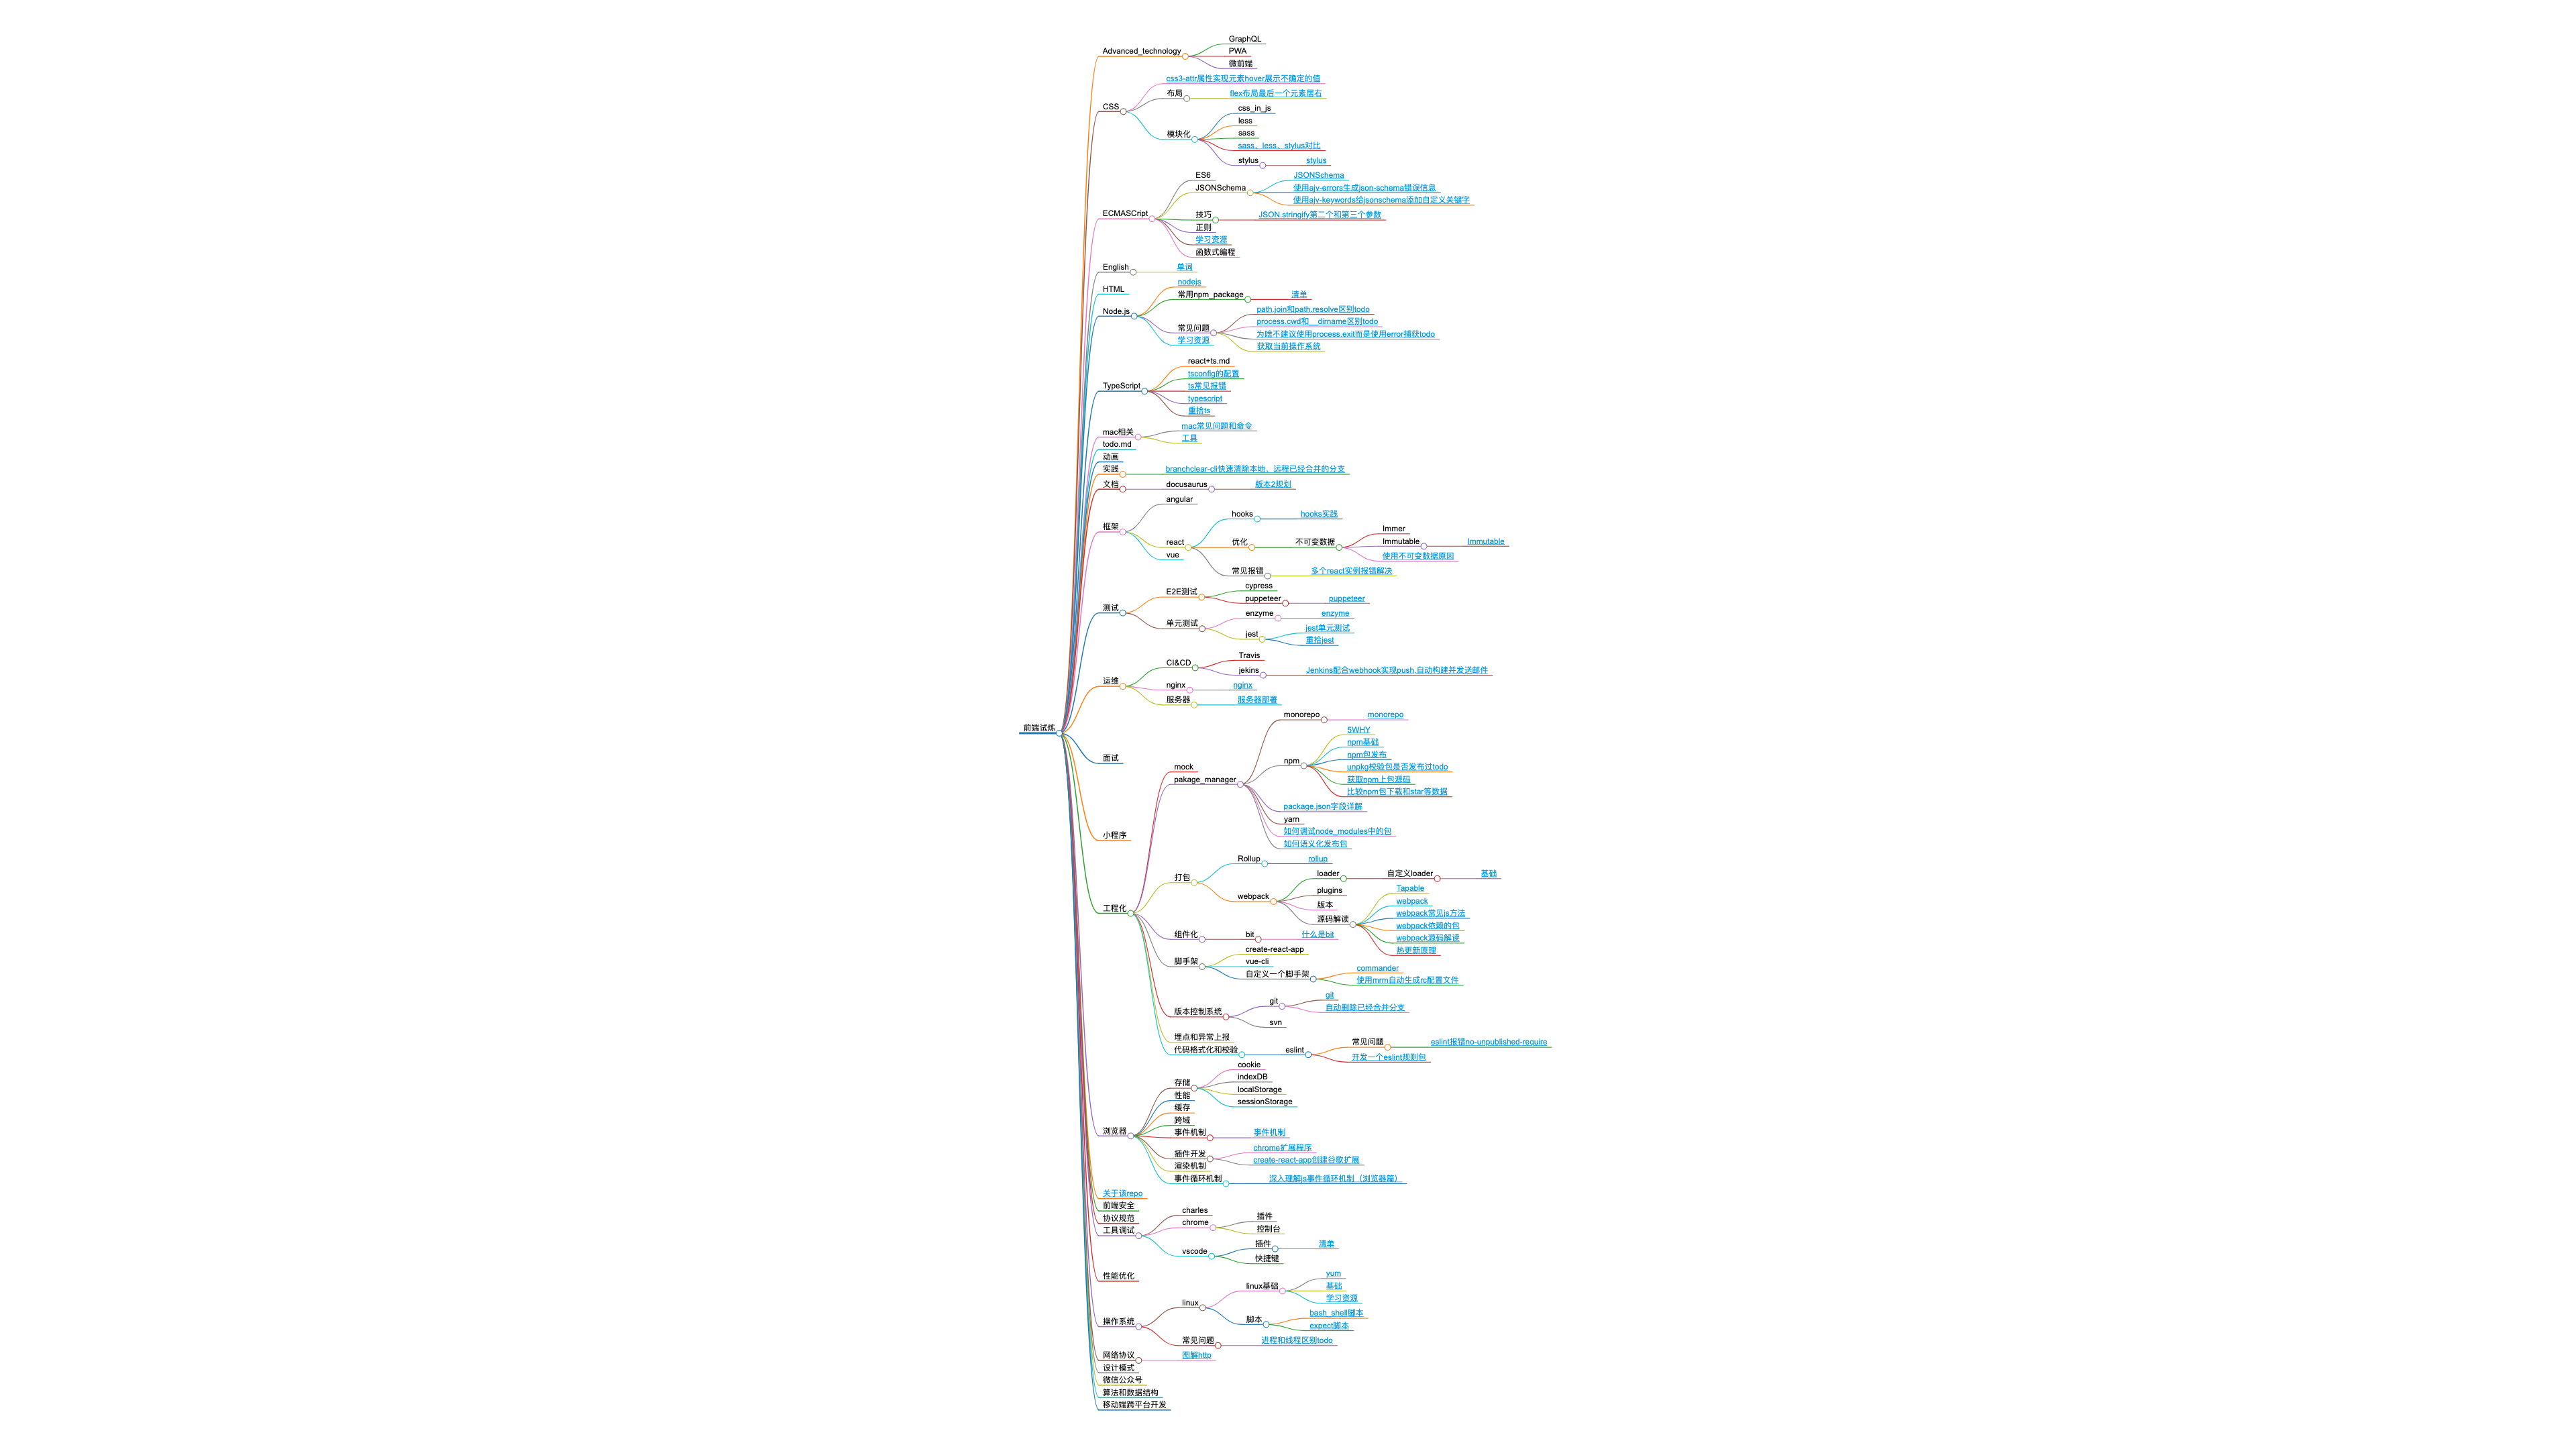 前端试炼
Advanced_technology
GraphQL
PWA
微前端
CSS
css3-attr属性实现元素hover展示不确定的值
布局
flex布局最后一个元素居右
模块化
css_in_js
less
sass
sass、less、stylus对比
stylus
stylus
ECMASCript
ES6
JSONSchema
JSONSchema
使用ajv-errors生成json-schema错误信息
使用ajv-keywords给jsonschema添加自定义关键字
技巧
JSON.stringify第二个和第三个参数
正则
学习资源
函数式编程
English
单词
HTML
Node.js
nodejs
常用npm_package
清单
常见问题
path.join和path.resolve区别todo
process.cwd和__dirname区别todo
为啥不建议使用process.exit而是使用error捕获todo
获取当前操作系统
学习资源
TypeScript
react+ts.md
tsconfig的配置
ts常见报错
typescript
重拾ts
mac相关
mac常见问题和命令
工具
todo.md
动画
实践
branchclear-cli快速清除本地、远程已经合并的分支
文档
docusaurus
版本2规划
框架
angular
react
hooks
hooks实践
优化
不可变数据
Immer
Immutable
Immutable
使用不可变数据原因
常见报错
多个react实例报错解决
vue
测试
E2E测试
cypress
puppeteer
puppeteer
单元测试
enzyme
enzyme
jest
jest单元测试
重拾jest
运维
CI&CD
Travis
jekins
Jenkins配合webhook实现push,自动构建并发送邮件
nginx
nginx
服务器
服务器部署
面试
小程序
工程化
mock
pakage_manager
monorepo
monorepo
npm
5WHY
npm基础
npm包发布
unpkg校验包是否发布过todo
获取npm上包源码
比较npm包下载和star等数据
package.json字段详解
yarn
如何调试node_modules中的包
如何语义化发布包
打包
Rollup
rollup
webpack
loader
自定义loader
基础
plugins
版本
源码解读
Tapable
webpack
webpack常见js方法
webpack依赖的包
webpack源码解读
热更新原理
组件化
bit
什么是bit
脚手架
create-react-app
vue-cli
自定义一个脚手架
commander
使用mrm自动生成rc配置文件
版本控制系统
git
git
自动删除已经合并分支
svn
埋点和异常上报
代码格式化和校验
eslint
常见问题
eslint报错no-unpublished-require
开发一个eslint规则包
浏览器
存储
cookie
indexDB
localStorage
sessionStorage
性能
缓存
跨域
事件机制
事件机制
插件开发
chrome扩展程序
create-react-app创建谷歌扩展
渲染机制
事件循环机制
深入理解js事件循环机制（浏览器篇）
关于该repo
前端安全
协议规范
工具调试
charles
chrome
插件
控制台
vscode
插件
清单
快捷键
性能优化
操作系统
linux
linux基础
yum
基础
学习资源
脚本
bash_shell脚本
expect脚本
常见问题
进程和线程区别todo
网络协议
图解http
设计模式
微信公众号
算法和数据结构
移动端跨平台开发